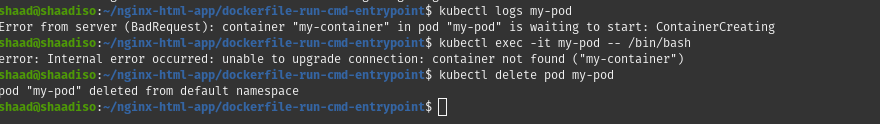 shaad@shaadiso:~/nginx-html-app/dockerfile-run-cmd-entrypoint$ kubectl logs my-pod
Error from server (BadRequest): container "my-container" in pod "my-pod" is waiting to start: ContainerCreating
shaad@shaadiso:~/nginx-html-app/dockerfile-run-cmd-entrypoint$ kubectl exec -it my-pod -- /bin/bash
error: Internal error occurred: unable to upgrade connection: container not found ("my-container")
shaad@shaadiso:~/nginx-html-app/dockerfile-run-cmd-entrypoint$ kubectl delete pod my-pod
pod "my-pod" deleted from default namespace
shaad@shaadiso:~/nginx-html-app/dockerfile-run-cmd-entrypoint$